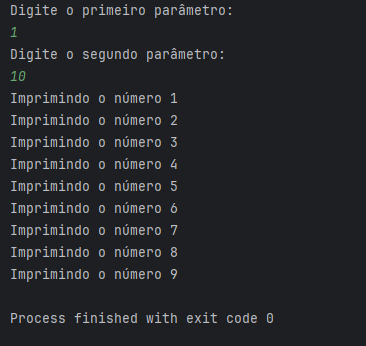 Digite o primeiro parâmetro:
1
Digite o segundo parâmetro:
10
Imprimindo o número 1
Imprimindo o número 2
Imprimindo o número 3
Imprimindo o número 4
Imprimindo o número 5
Imprimindo o número 6
Imprimindo o número 7
Imprimindo o número 8
Imprimindo o número 9
Process finished with exit code 0